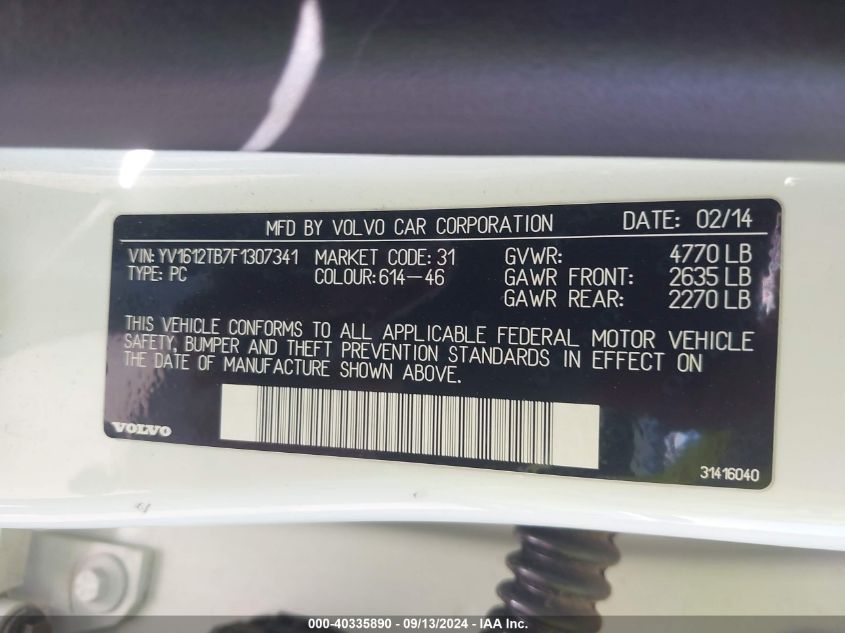 MFD BY VOLVO CAR CORPORATION DATE: 02/14
VIN: YV1612TB7F1307341 MARKET CODE: 31 GVWR: 4770 LB
TYPE: PC COLOUR: 614-46 GAWR FRONT: 2635 LB
GAWR REAR: 2270 LB
THIS VEHICLE CONFORMS TO ALL APPLICABLE FEDERAL MOTOR VEHICLE
SAFETY, BUMPER AND THEFT PREVENTION STANDARDS IN EFFECT ON
THE DATE OF MANUFACTURE SHOWN ABOVE.
VOLVO
31416040
000-40335890 - 09/13/2024 - IAA Inc.